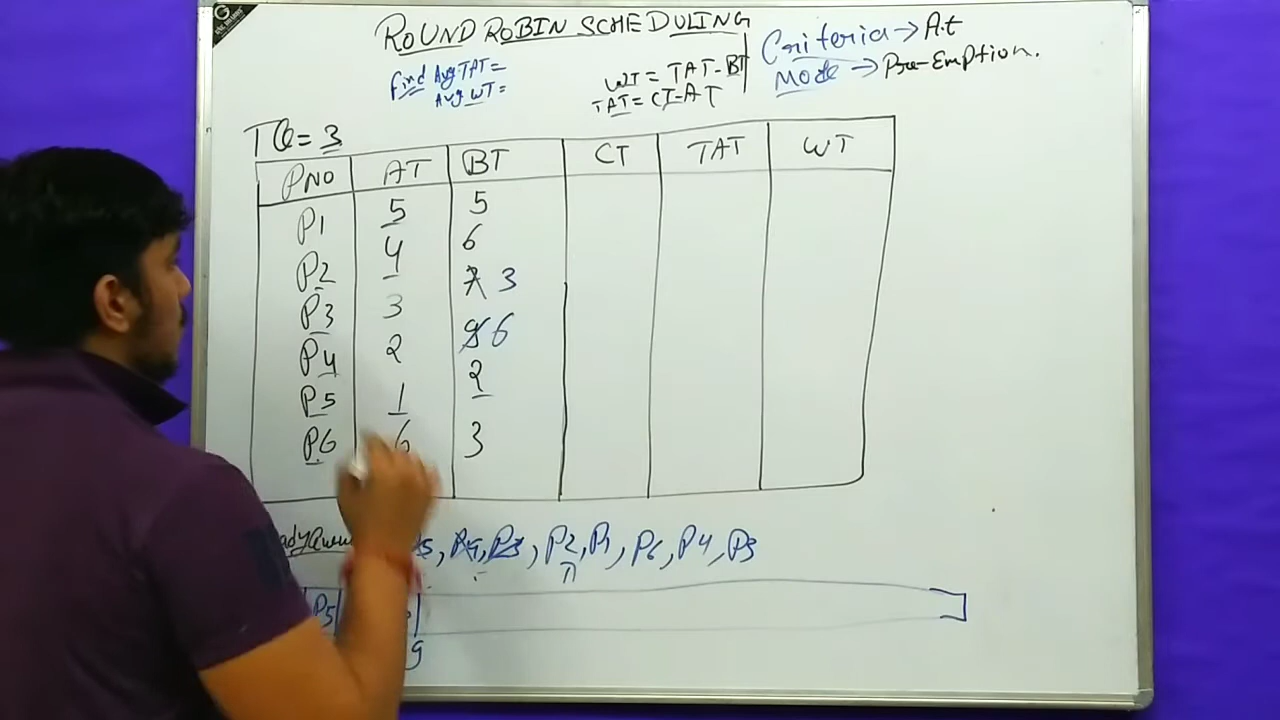 ROUND ROBIN SCHEDULING
Criteria → A.t
Mode → Pre-Emption.
Find Avg.TAT =
Avg WT =
WT = TAT - BT
TAT = CT - AT
TQ = 3
PNO AT BT CT TAT WT
P1 5 5
P2 4 6
P3 3 7 3
P4 2 9 6
P5 1 2
P6 6 3
P4, P3, P2, P1, P6, P4, P3
P5
9